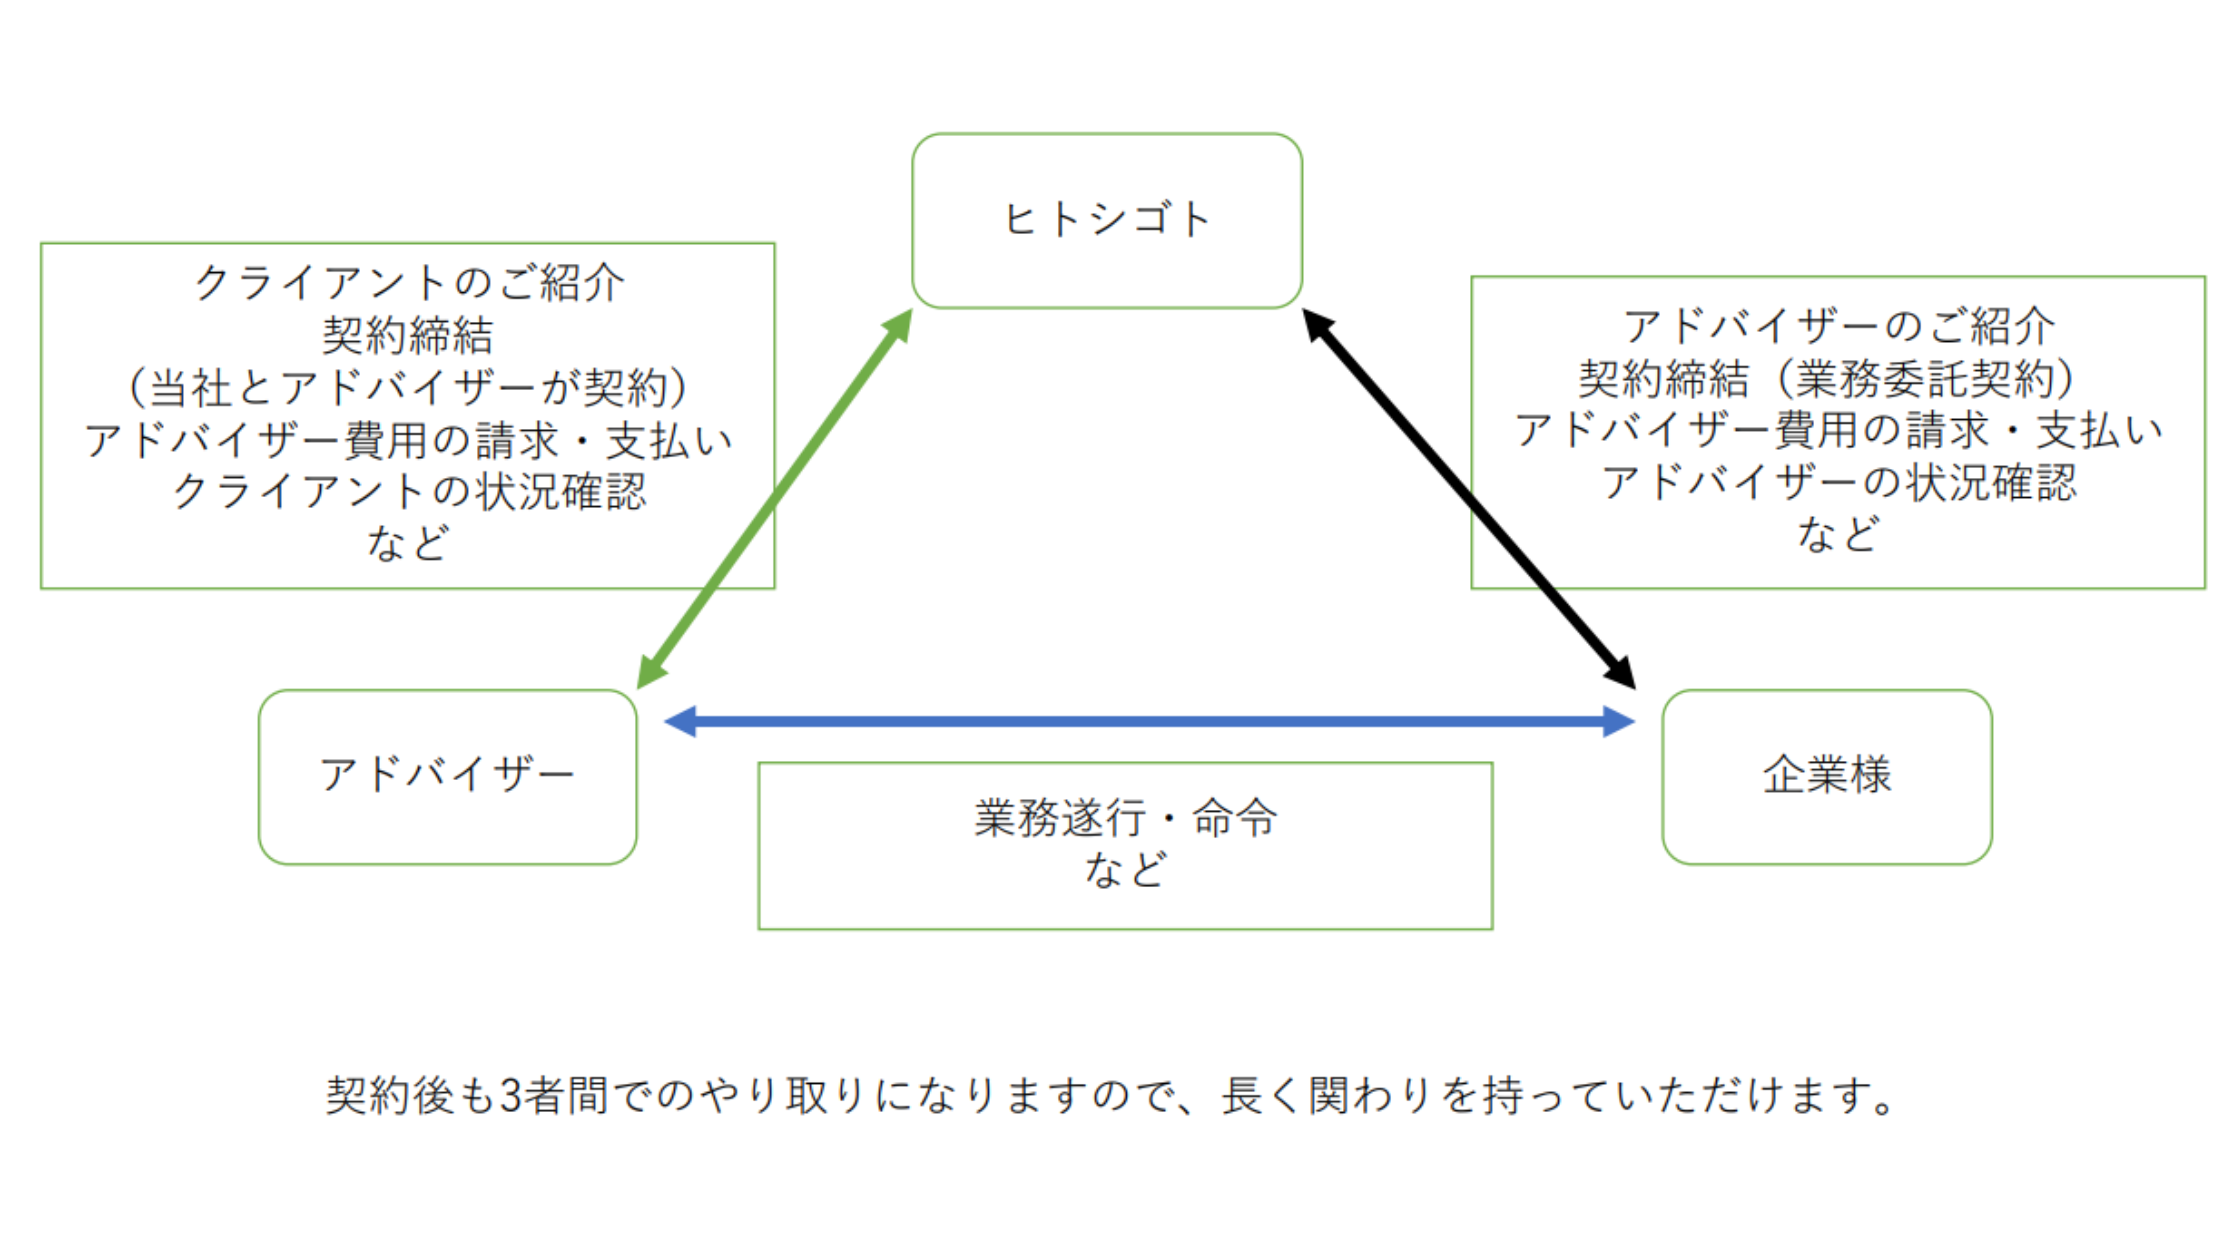 ヒトシゴト
クライアントのご紹介
契約締結
（当社とアドバイザーが契約）
アドバイザー費用の請求・支払い
クライアントの状況確認
など
アドバイザーのご紹介
契約締結（業務委託契約）
アドバイザー費用の請求・支払い
アドバイザーの状況確認
など
アドバイザー
企業様
業務遂行・命令
など
契約後も3者間でのやり取りになりますので、長く関わりを持っていただけます。